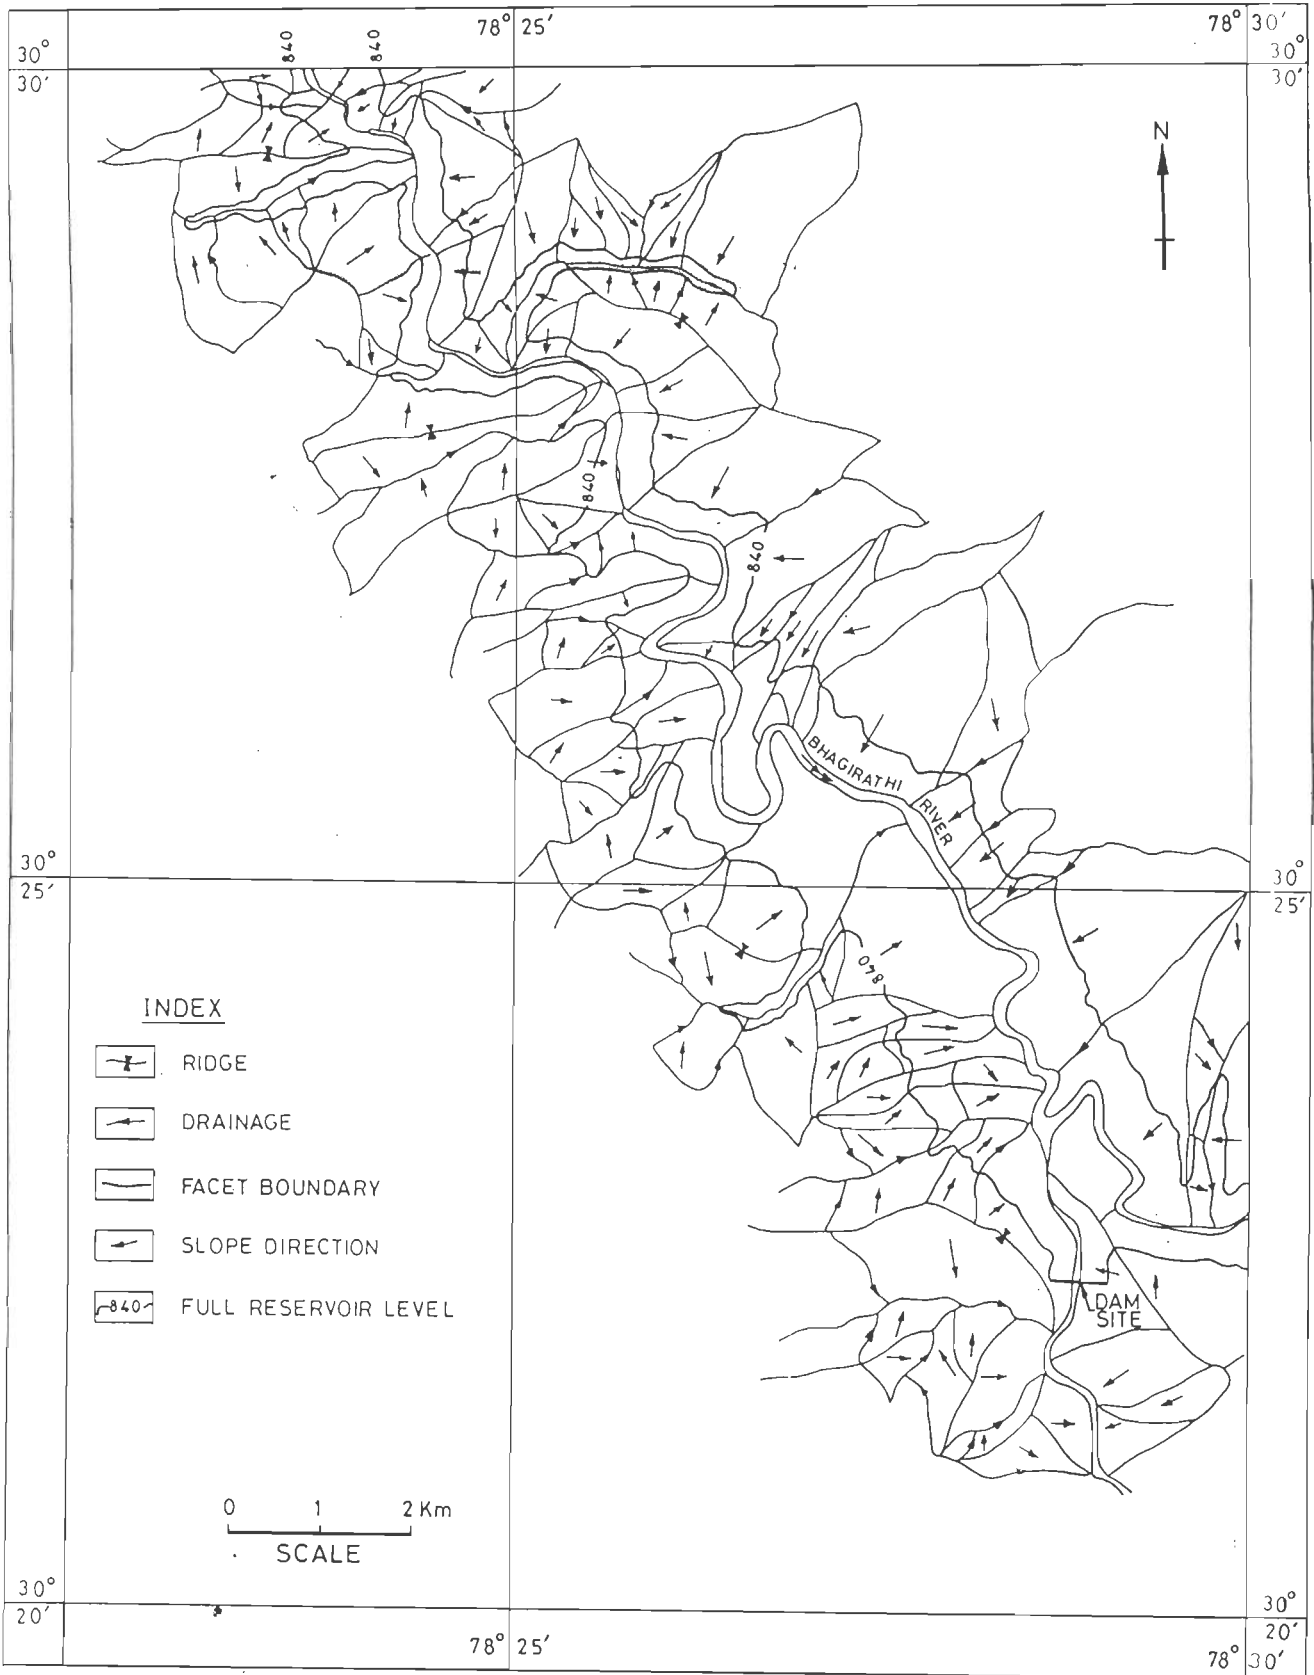 78° 25′
78° 30′
30°
30′
30°
30′
840
840
N
840
840
BHAGIRATHI
RIVER
30°
25′
30°
25′
840
INDEX
RIDGE
DRAINAGE
FACET BOUNDARY
SLOPE DIRECTION
840
FULL RESERVOIR LEVEL
DAM
SITE
0 1 2 Km
SCALE
30°
20′
30°
20′
78° 25′
78° 30′